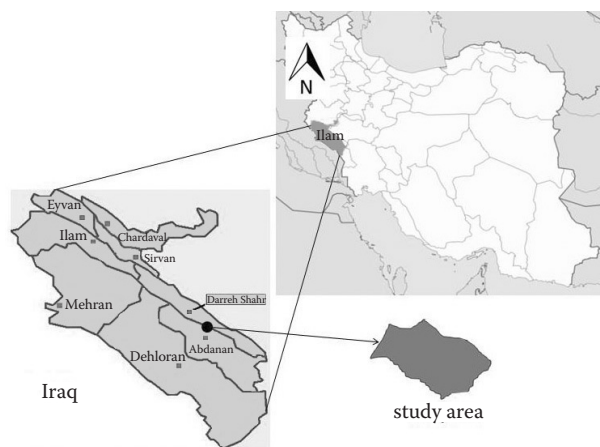 N
Ilam
Eyvan
Chardaval
Ilam
Sirvan
Darreh Shahr
Mehran
Abdanan
Dehloran
Iraq
study area